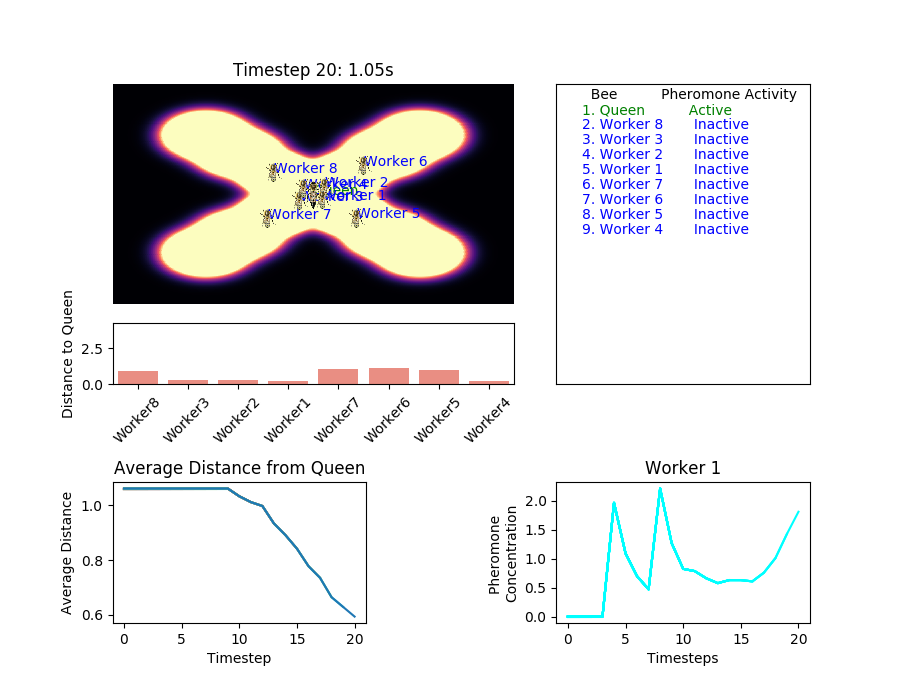 Timestep 20: 1.05s
Worker 8
Worker 6
Worker 2
Worker 1
Worker 7
Worker 5
Bee Pheromone Activity
1. Queen Active
2. Worker 8 Inactive
3. Worker 3 Inactive
4. Worker 2 Inactive
5. Worker 1 Inactive
6. Worker 7 Inactive
7. Worker 6 Inactive
8. Worker 5 Inactive
9. Worker 4 Inactive
Distance to Queen
2.5
0.0
Worker8 Worker3 Worker2 Worker1 Worker7 Worker6 Worker5 Worker4
Average Distance from Queen
Average Distance
1.0
0.8
0.6
0 5 10 15 20
Timestep
Worker 1
Pheromone
Concentration
2.0
1.5
1.0
0.5
0.0
0 5 10 15 20
Timesteps